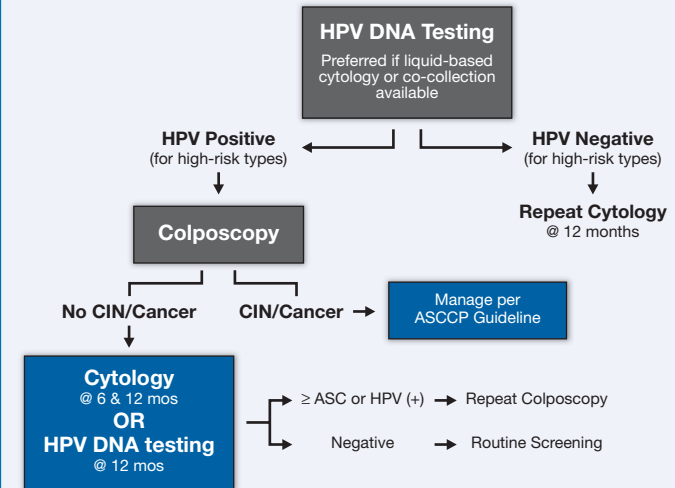 HPV DNA Testing
Preferred if liquid-based
cytology or co-collection
available
HPV Positive
(for high-risk types)
HPV Negative
(for high-risk types)
Repeat Cytology
@ 12 months
Colposcopy
No CIN/Cancer
CIN/Cancer
Manage per
ASCCP Guideline
Cytology
@ 6 & 12 mos
OR
HPV DNA testing
@ 12 mos
≥ ASC or HPV (+)
Repeat Colposcopy
Negative
Routine Screening